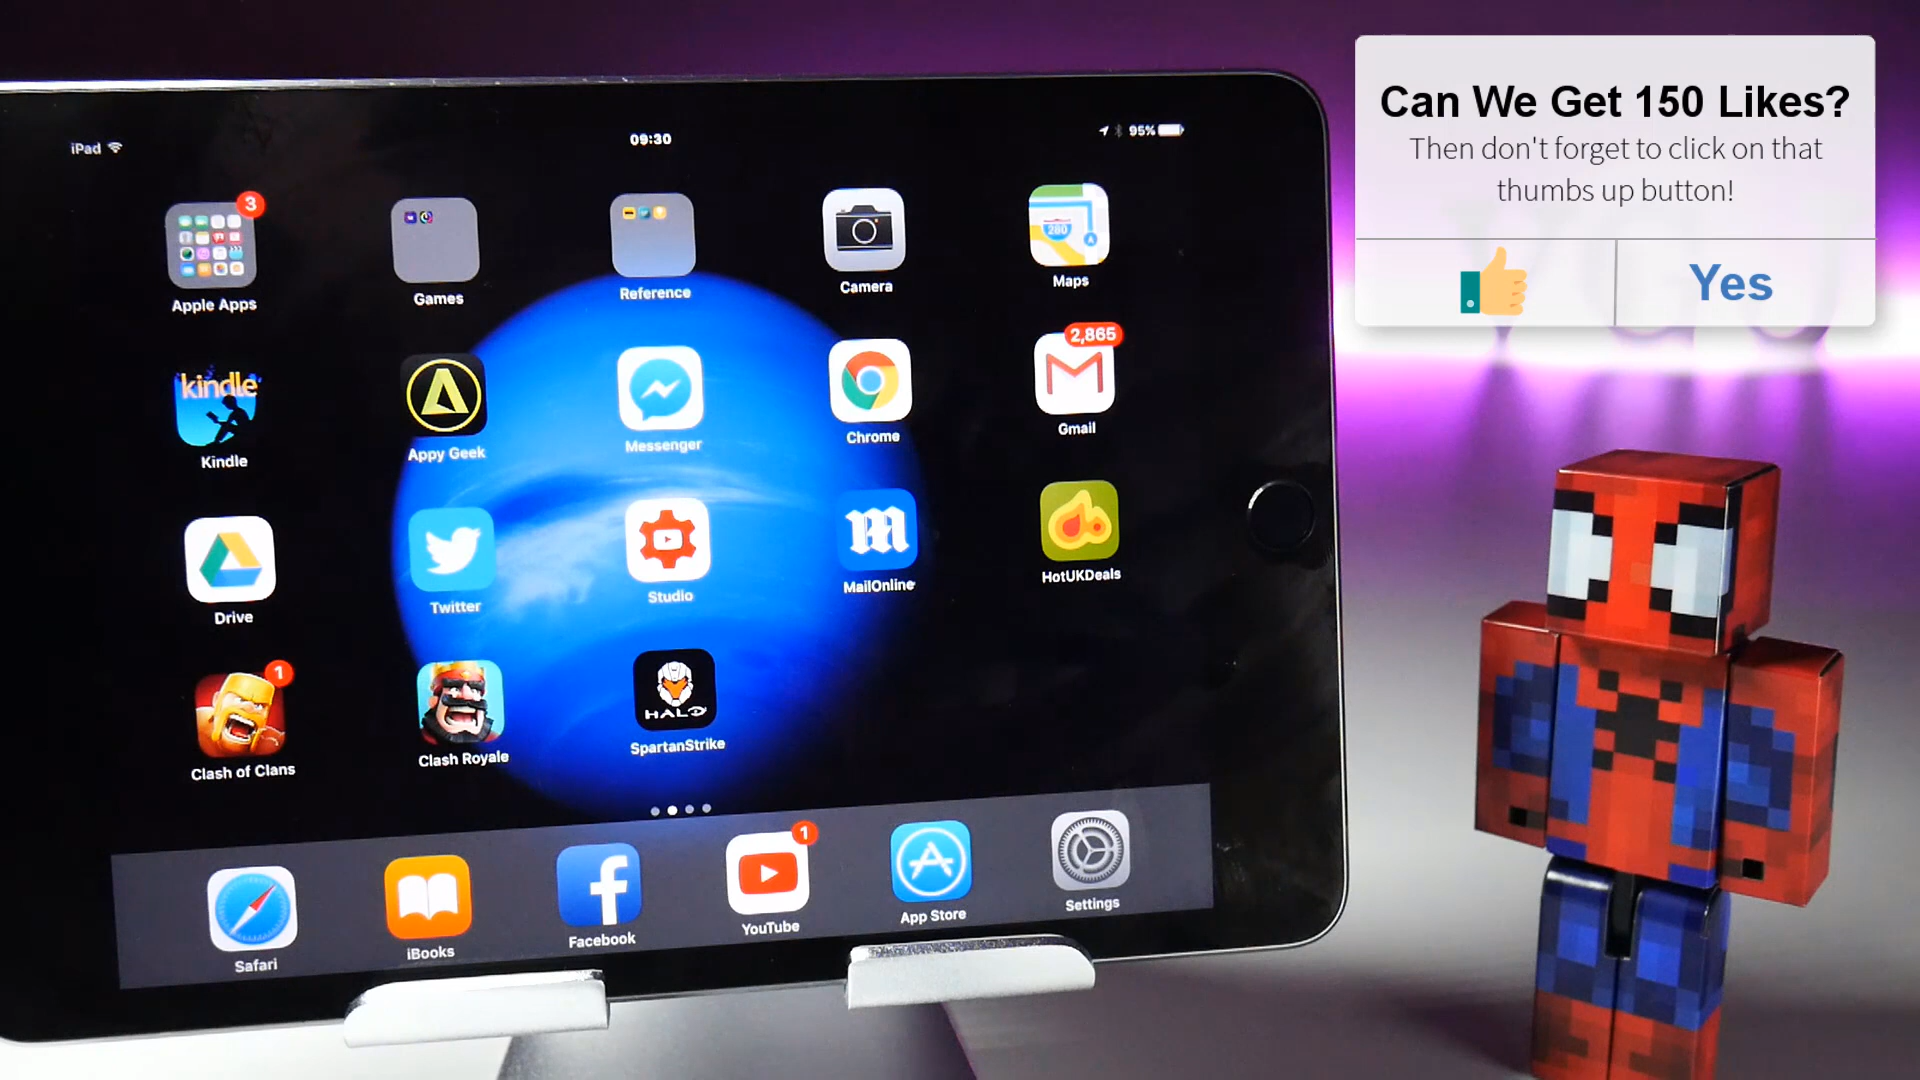 Can We Get 150 Likes?
Then don't forget to click on that
thumbs up button!
Yes
iPad
09:30
95%
3
Apple Apps
Games
Reference
Camera
280
Maps
kindle
Kindle
Appy Geek
Messenger
Chrome
2,865
Gmail
Drive
Twitter
Studio
m
MailOnline
HotUKDeals
1
Clash of Clans
Clash Royale
HALO
SpartanStrike
Safari
iBooks
f
Facebook
1
YouTube
App Store
Settings